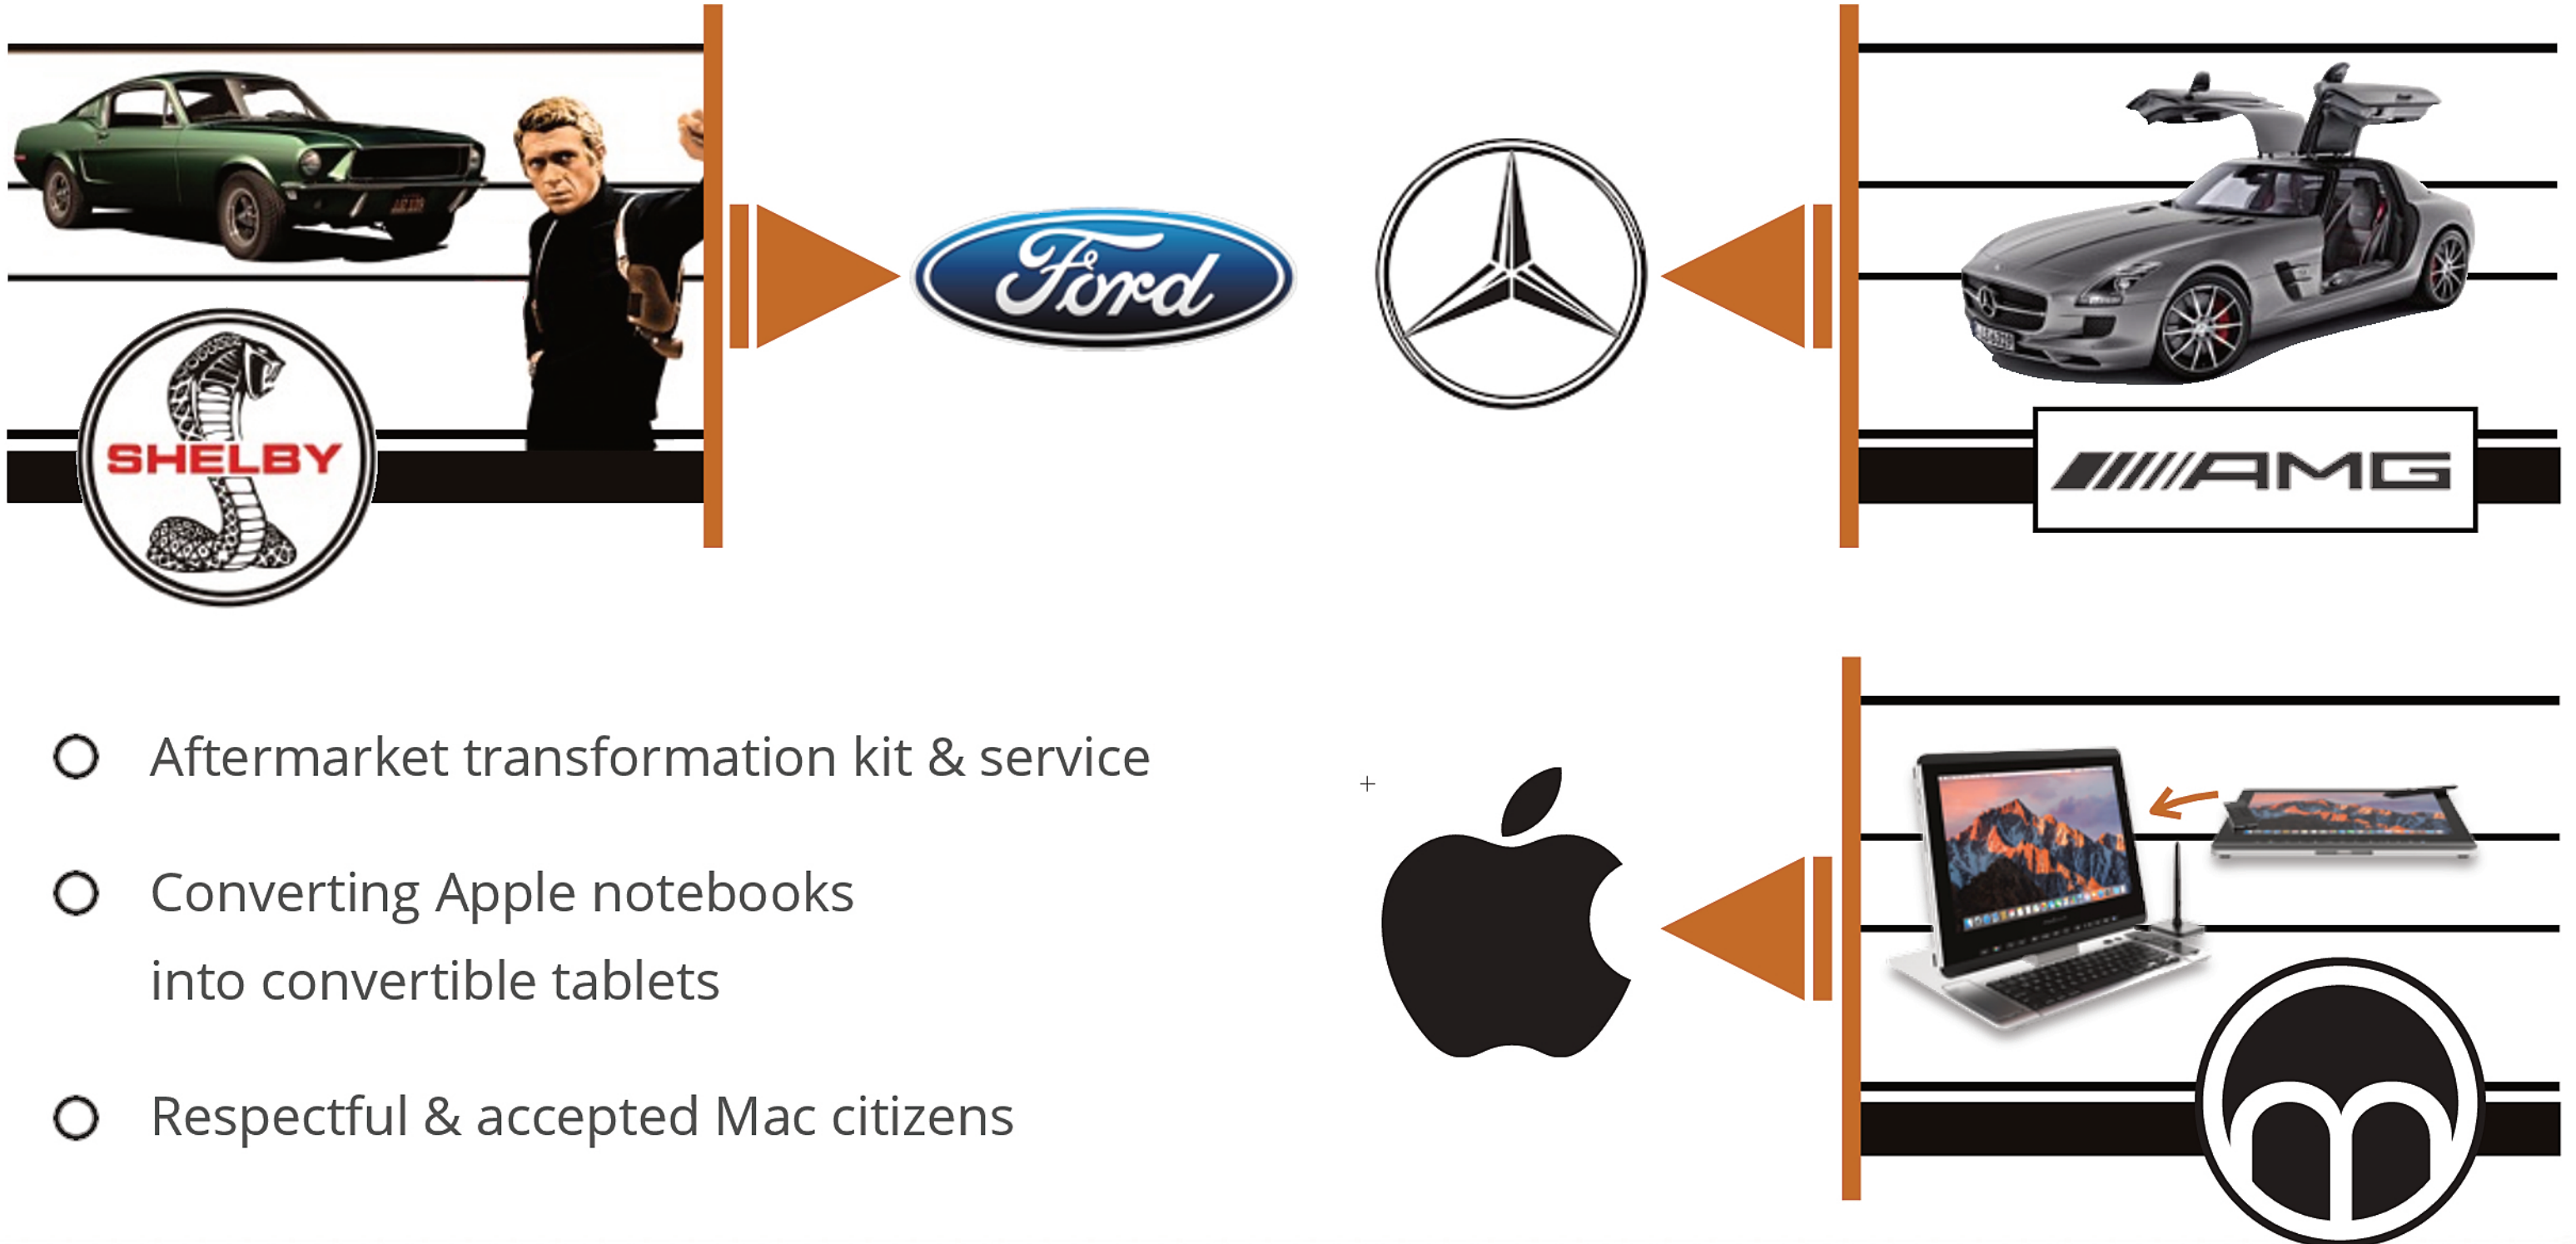 Ford
SHELBY
AMG
Aftermarket transformation kit & service
Converting Apple notebooks
into convertible tablets
Respectful & accepted Mac citizens